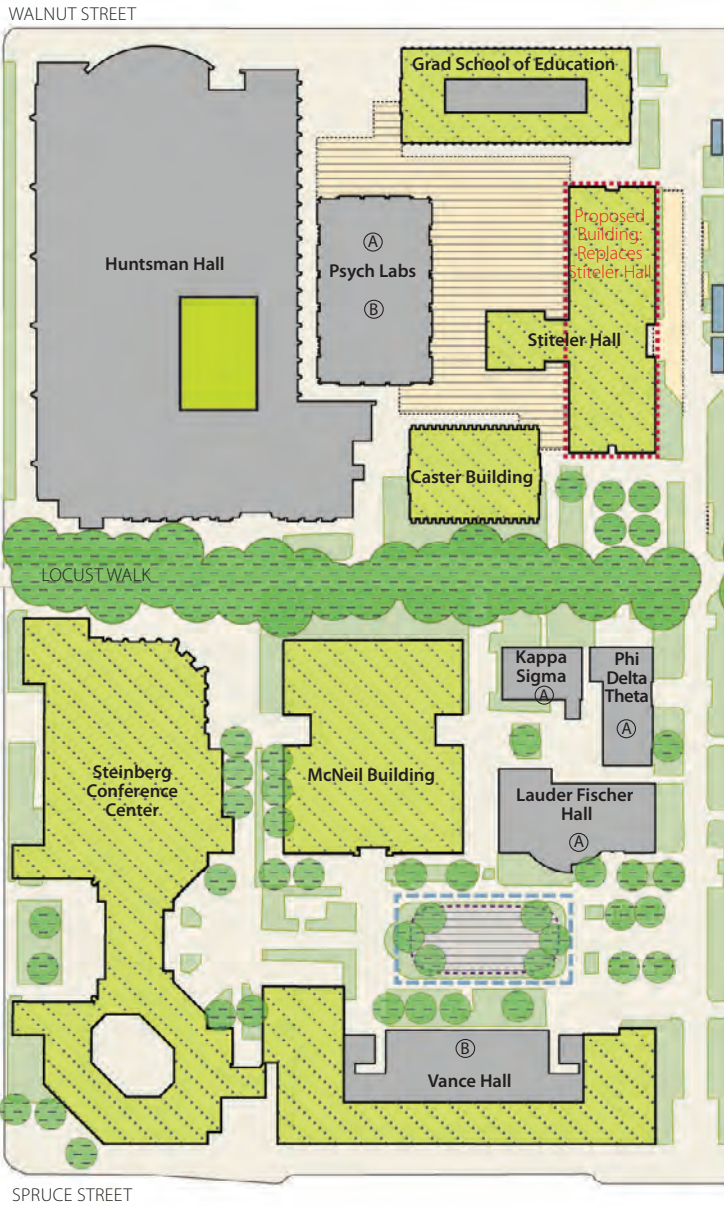 WALNUT STREET
Grad School of Education
Huntsman Hall
Ⓐ
Psych Labs
Ⓑ
Proposed
Building:
Replaces
Stiteler Hall
Stiteler Hall
Caster Building
LOCUST WALK
Kappa
Sigma
Ⓐ
Phi
Delta
Theta
Ⓐ
Steinberg
Conference
Center
McNeil Building
Lauder Fischer
Hall
Ⓐ
Ⓑ
Vance Hall
SPRUCE STREET